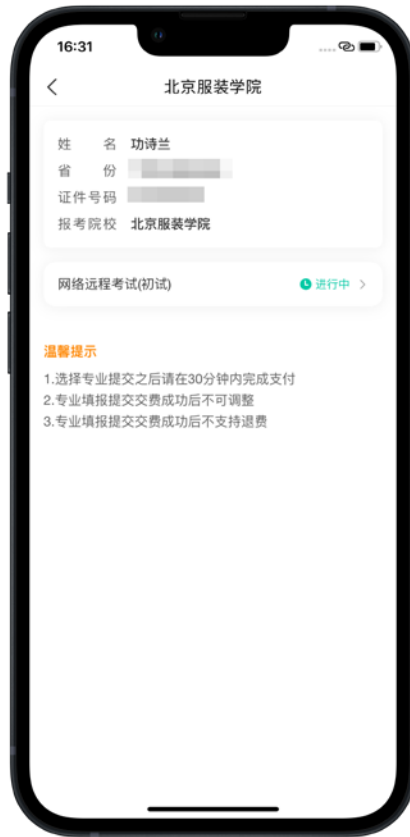 16:31
北京服装学院
姓 名 功诗兰
省 份
证件号码
报考院校 北京服装学院
网络远程考试(初试) 进行中
温馨提示
1.选择专业提交之后请在30分钟内完成支付
2.专业填报提交交费成功后不可调整
3.专业填报提交交费成功后不支持退费